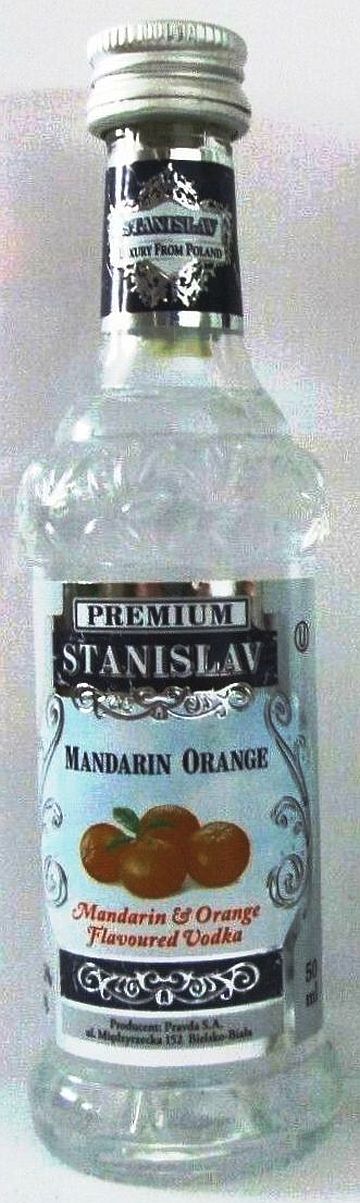 STANISLAV
LUXURY FROM POLAND
PREMIUM
STANISLAV
U
MANDARIN ORANGE
Mandarin & Orange
Flavoured Vodka
50
ml
Producent: Pravda S.A.
ul. Międzyrzecka 152 Bielsko-Biała